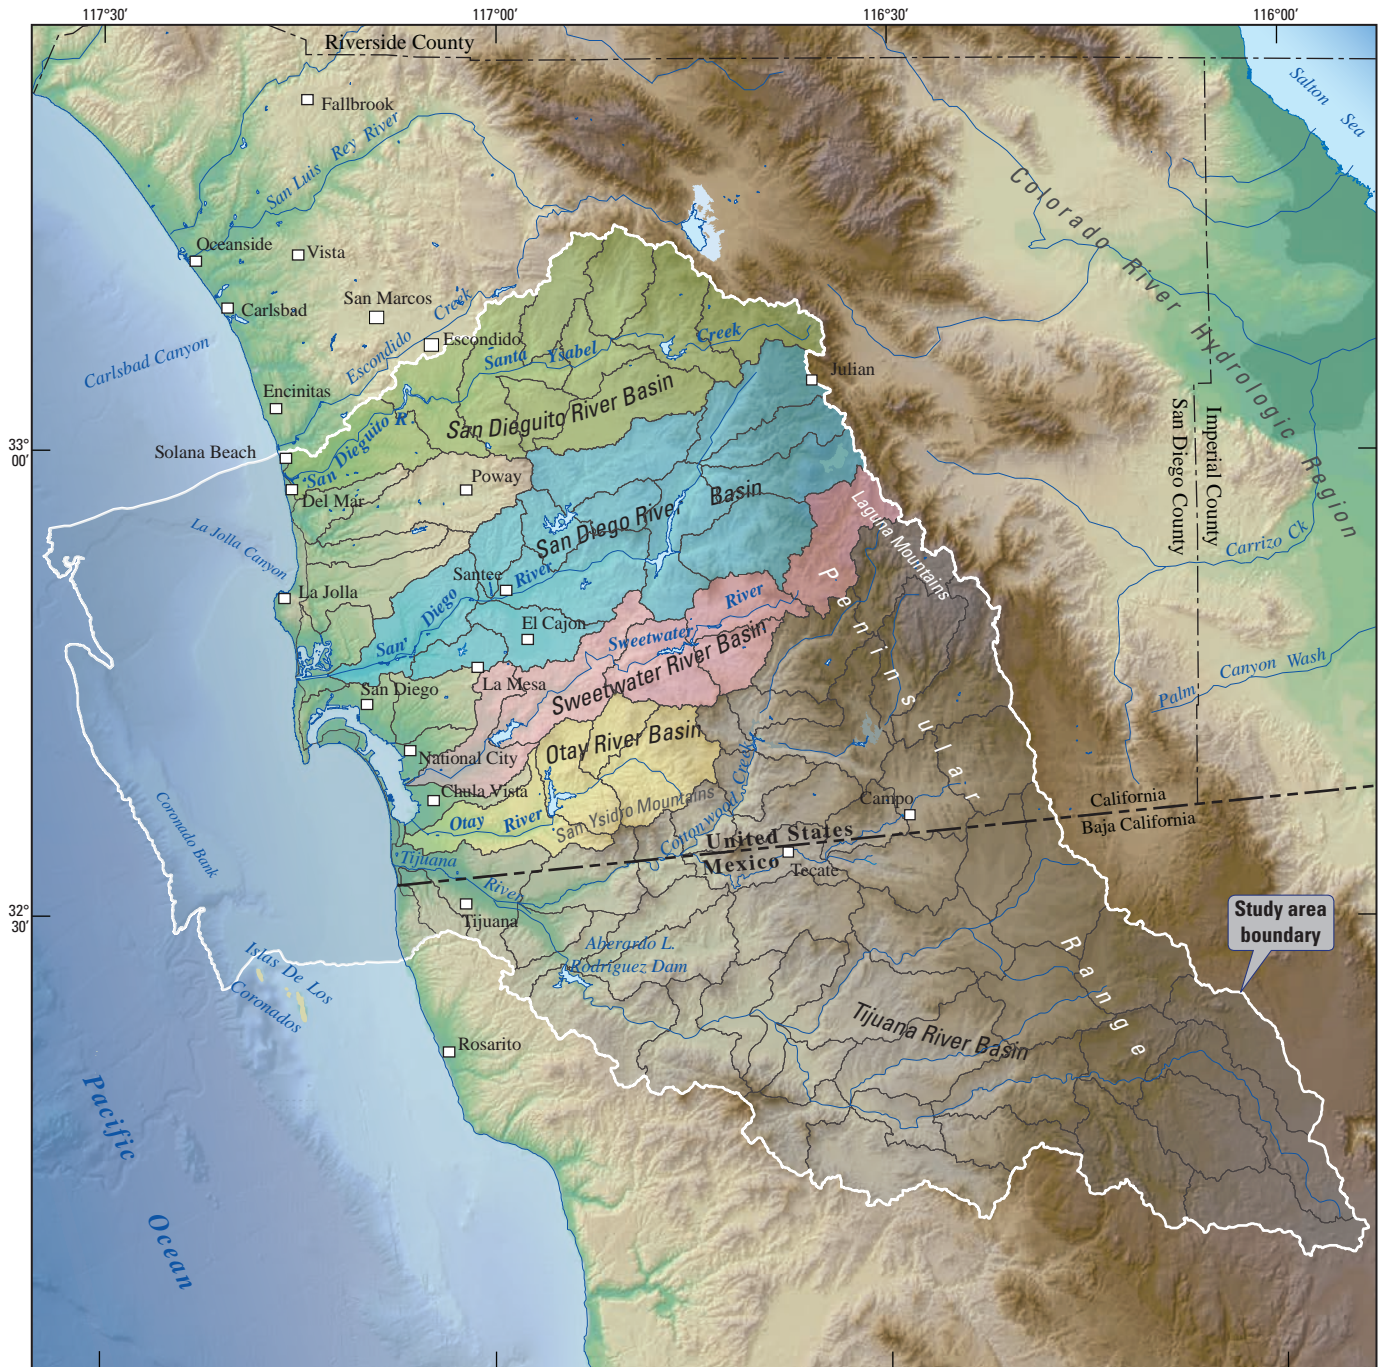 117°30'
117°00'
116°30'
116°00'
Riverside County
Salton Sea
Fallbrook
San Luis Rey River
Colorado River Hydrologic Region
Oceanside
Vista
San Marcos
Carlsbad
Escondido Creek
Escondido
Santa Ysabel Creek
Carlsbad Canyon
Julian
Encinitas
San Dieguito River Basin
San Dieguito R.
Imperial County
San Diego County
33°
00'
Solana Beach
Poway
Del Mar
San Diego River Basin
Laguna Mountains
La Jolla Canyon
Carrizo Ck
Santee
San Diego River
La Jolla
Peninsular Range
El Cajon
Sweetwater River
Sweetwater River Basin
Palm Canyon Wash
La Mesa
San Diego
Otay River Basin
National City
Cottonwood Creek
Chula Vista
San Ysidro Mountains
Campo
California
Baja California
Otay River
Coronado Bank
United States
Mexico
Tijuana River
Tecate
Tijuana
32°
30'
Study area
boundary
Aberardo L.
Rodriguez Dam
Islas De Los
Coronados
Tijuana River Basin
Rosarito
Pacific
Ocean